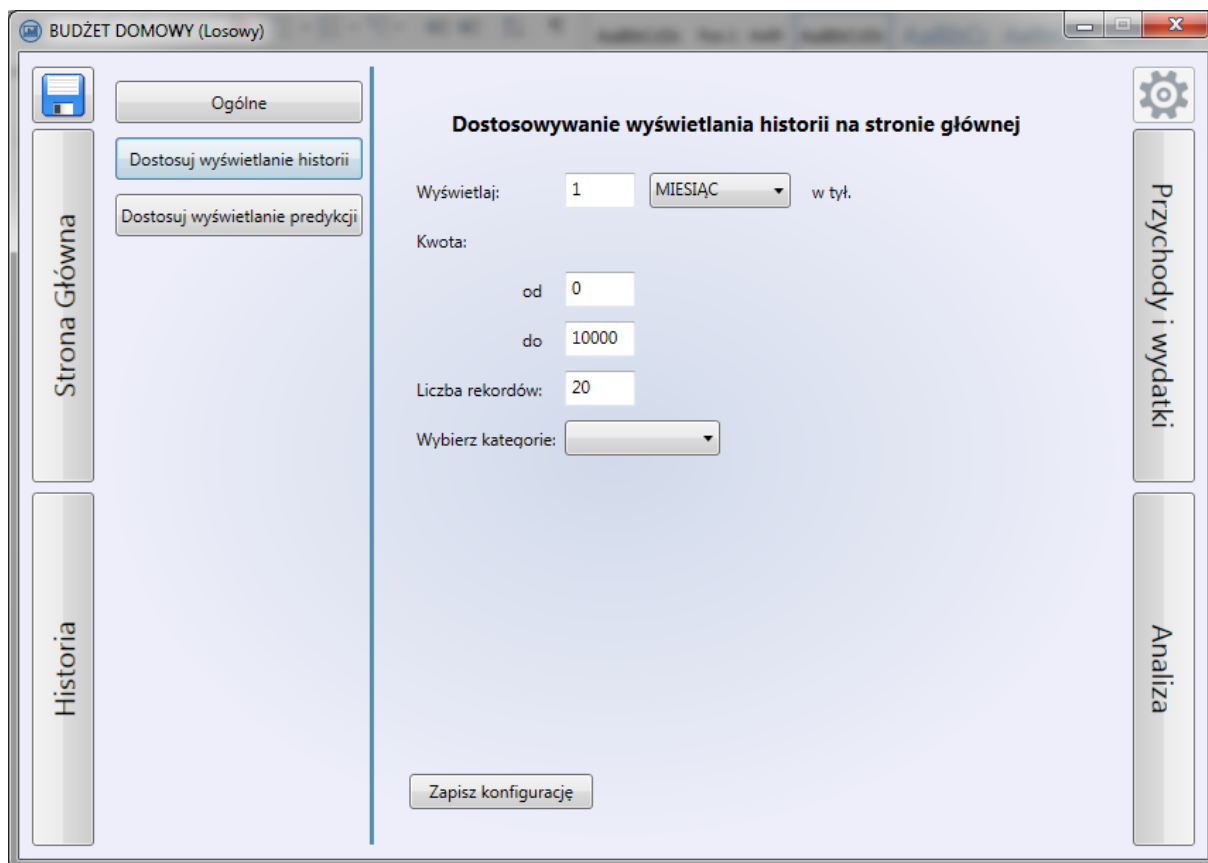 BUDŻET DOMOWY (Losowy)
Strona Główna
Historia
Ogólne
Dostosuj wyświetlanie historii
Dostosuj wyświetlanie predykcji
Dostosowywanie wyświetlania historii na stronie głównej
Wyświetlaj: 1 MIESIĄC w tył.
Kwota:
od 0
do 10000
Liczba rekordów: 20
Wybierz kategorie:
Zapisz konfigurację
Przychody i wydatki
Analiza